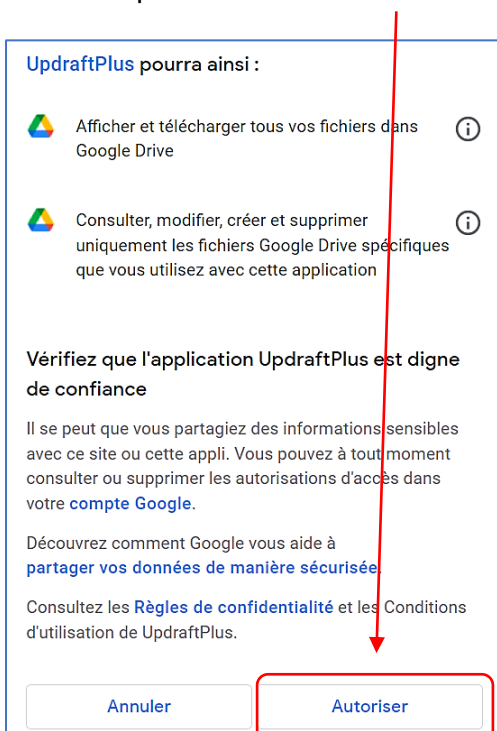 UpdraftPlus pourra ainsi :
Afficher et télécharger tous vos fichiers dans
Google Drive
Consulter, modifier, créer et supprimer
uniquement les fichiers Google Drive spécifiques
que vous utilisez avec cette application
Vérifiez que l'application UpdraftPlus est digne
de confiance
Il se peut que vous partagiez des informations sensibles
avec ce site ou cette appli. Vous pouvez à tout moment
consulter ou supprimer les autorisations d'accès dans
votre compte Google.
Découvrez comment Google vous aide à
partager vos données de manière sécurisée.
Consultez les Règles de confidentialité et les Conditions
d'utilisation de UpdraftPlus.
Annuler
Autoriser